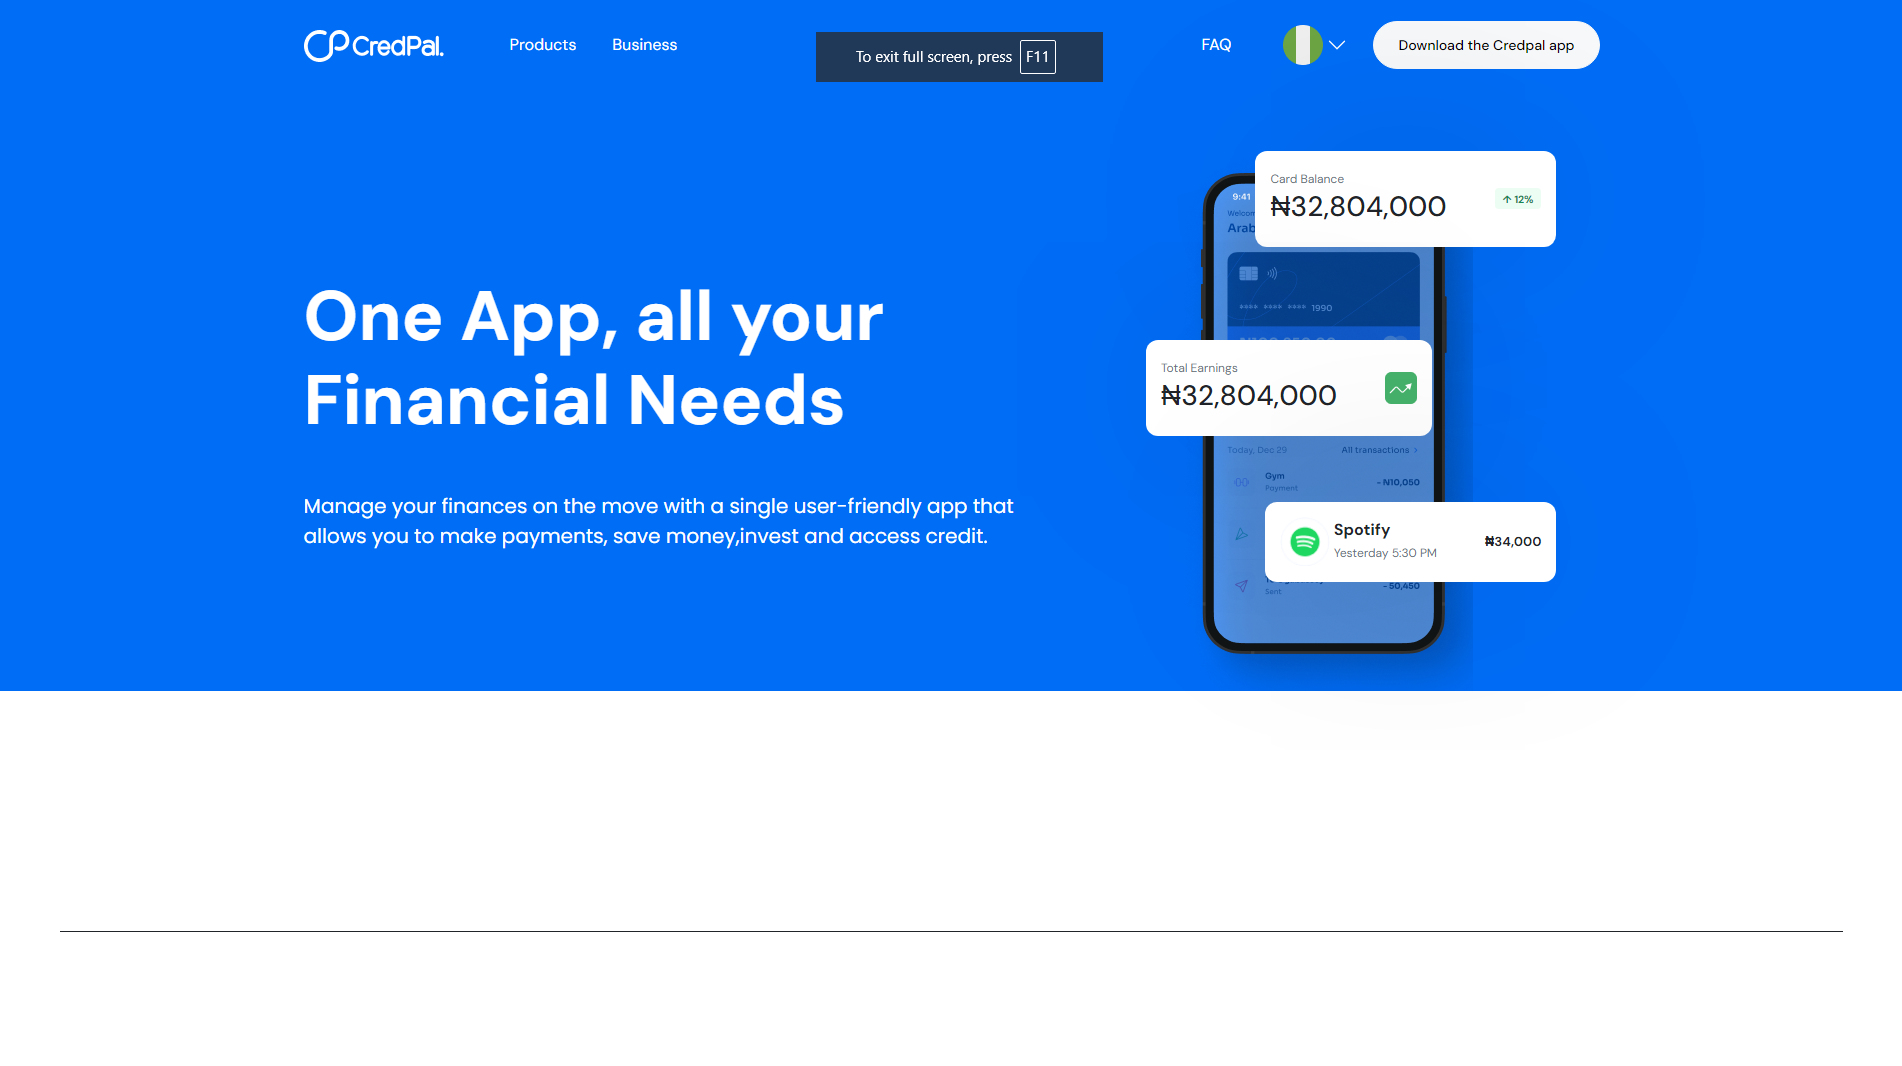 CredPal.
Products
Business
To exit full screen, press F11
FAQ
Download the Credpal app
One App, all your
Financial Needs
Manage your finances on the move with a single user-friendly app that
allows you to make payments, save money,invest and access credit.
Card Balance
₦32,804,000
↑ 12%
9:41
**** **** **** 1990
Total Earnings
₦32,804,000
Today, Dec 29
All transactions >
Gym
Payment
- N10,050
Spotify
Yesterday 5:30 PM
₦34,000
- 50,450
Sent